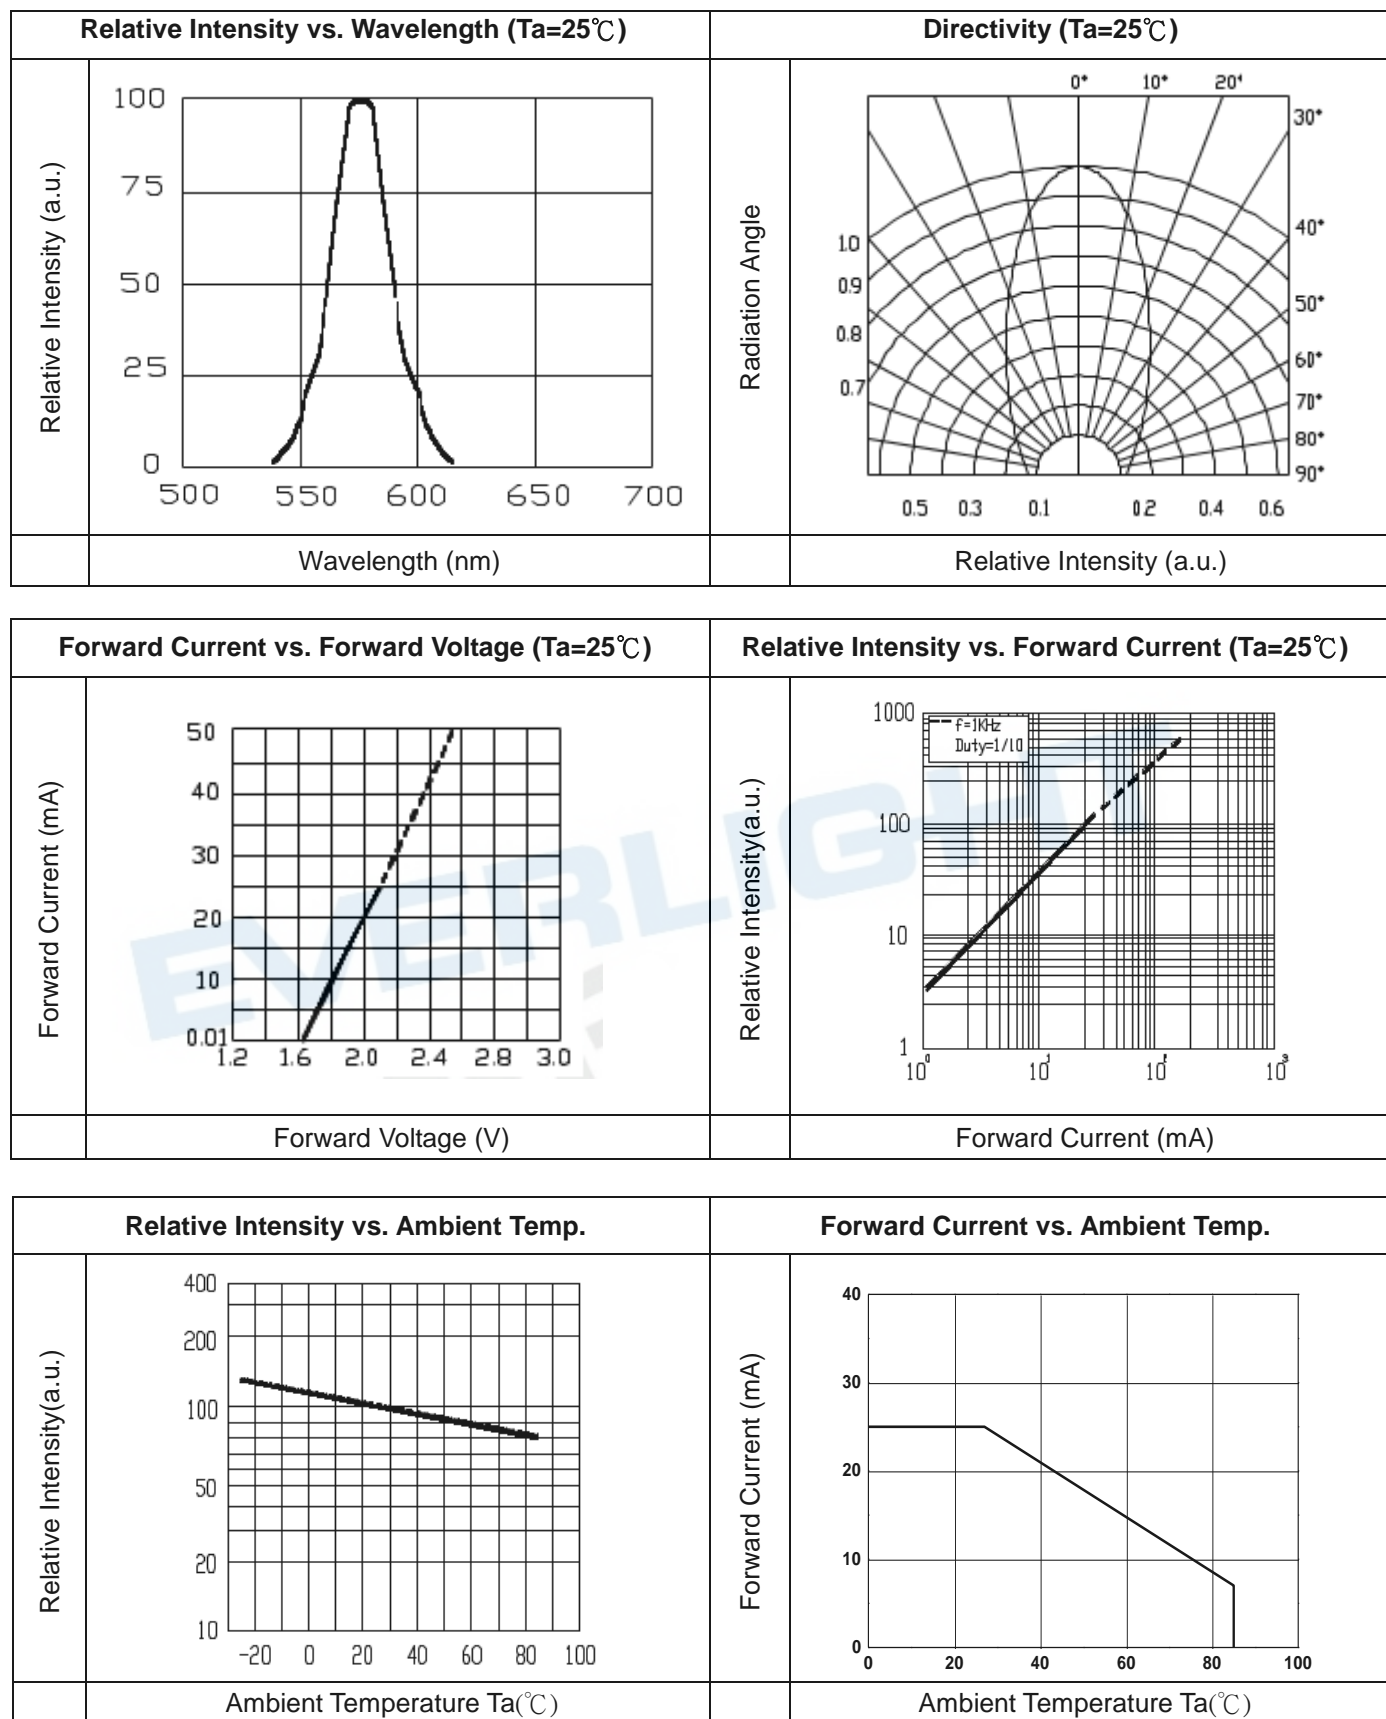 Relative Intensity vs. Wavelength (Ta=25℃)
Directivity (Ta=25℃)
Relative Intensity (a.u.)
100
75
50
25
0
500 550 600 650 700
Wavelength (nm)
Radiation Angle
0° 10° 20°
30°
40°
50°
60°
70°
80°
90°
1.0
0.9
0.8
0.7
0.5 0.3 0.1 0.2 0.4 0.6
Relative Intensity (a.u.)
Forward Current vs. Forward Voltage (Ta=25℃)
Relative Intensity vs. Forward Current (Ta=25℃)
Forward Current (mA)
50
40
30
20
10
0.01
1.2 1.6 2.0 2.4 2.8 3.0
Forward Voltage (V)
Relative Intensity(a.u.)
1000
100
10
1
f=1KHz
Duty=1/10
10⁰ 10¹ 10² 10³
Forward Current (mA)
EVERLIGHT
Relative Intensity vs. Ambient Temp.
Forward Current vs. Ambient Temp.
Relative Intensity(a.u.)
400
200
100
50
20
10
-20 0 20 40 60 80 100
Ambient Temperature Ta(℃)
Forward Current (mA)
40
30
20
10
0
0 20 40 60 80 100
Ambient Temperature Ta(℃)